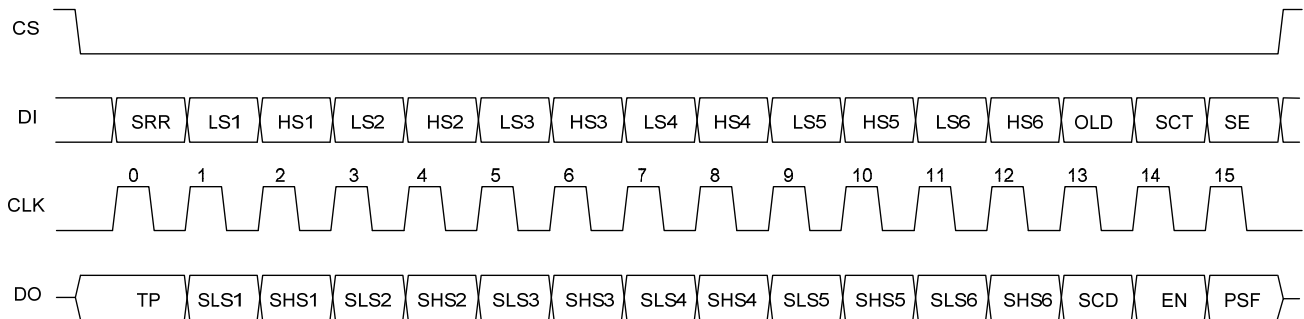 CS
DI SRR LS1 HS1 LS2 HS2 LS3 HS3 LS4 HS4 LS5 HS5 LS6 HS6 OLD SCT SE
0 1 2 3 4 5 6 7 8 9 10 11 12 13 14 15
CLK
DO TP SLS1 SHS1 SLS2 SHS2 SLS3 SHS3 SLS4 SHS4 SLS5 SHS5 SLS6 SHS6 SCD EN PSF